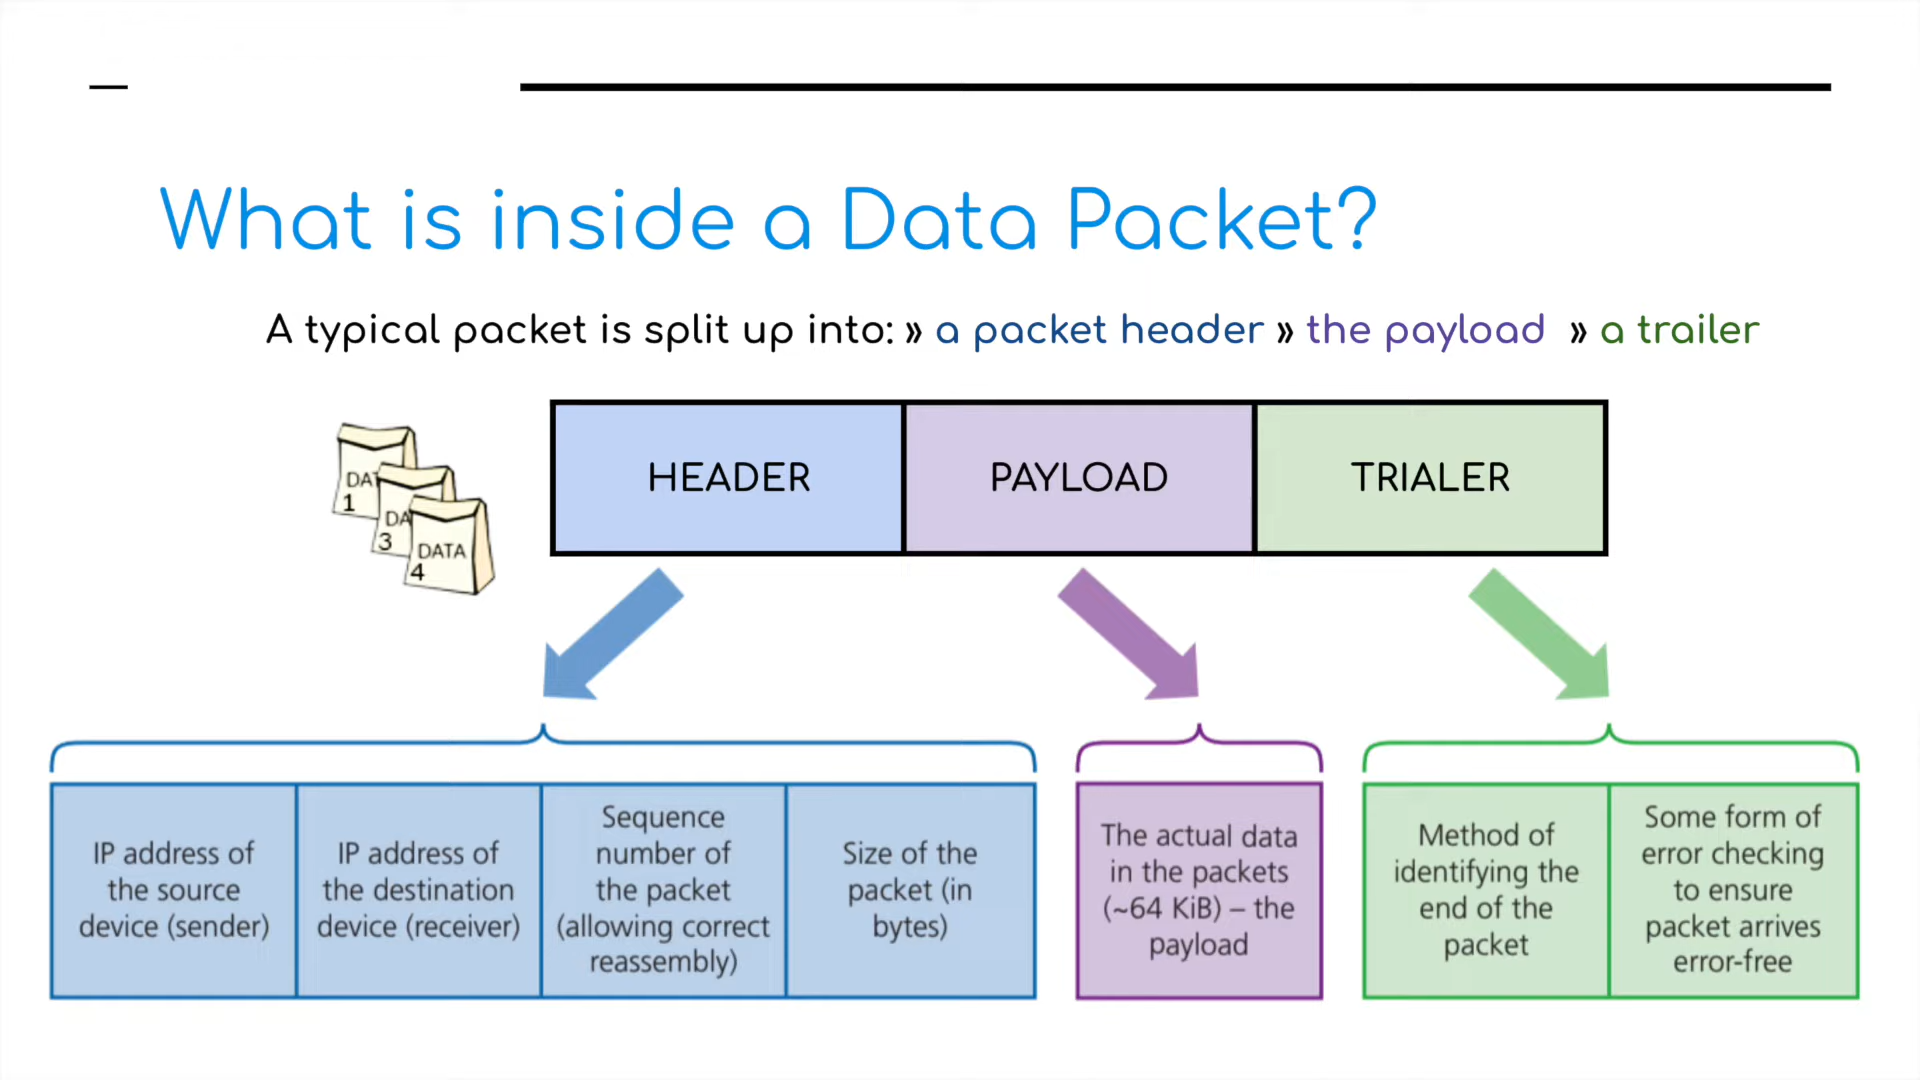 What is inside a Data Packet?
A typical packet is split up into: » a packet header » the payload » a trailer
HEADER
PAYLOAD
TRIALER
DAT
1
DA
3
DATA
4
IP address of
the source
device (sender)
IP address of
the destination
device (receiver)
Sequence
number of
the packet
(allowing correct
reassembly)
Size of the
packet (in
bytes)
The actual data
in the packets
(~64 KiB) – the
payload
Method of
identifying the
end of the
packet
Some form of
error checking
to ensure
packet arrives
error-free